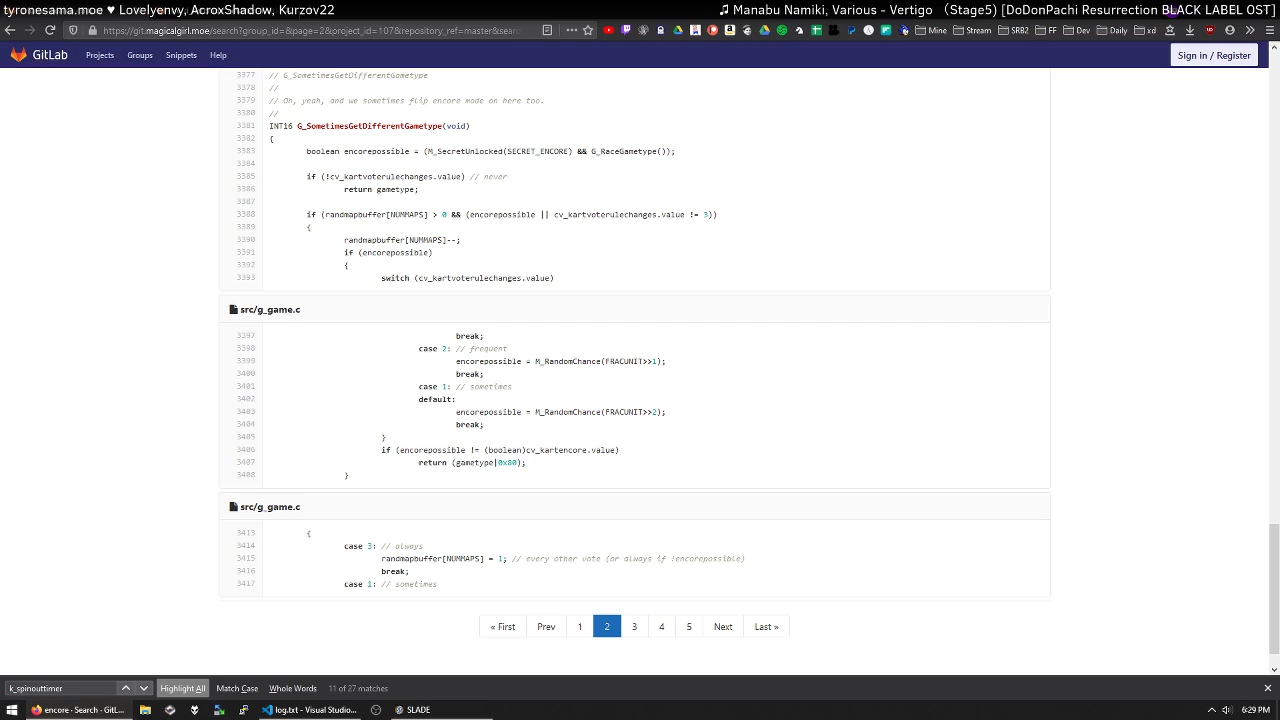 tyronesama.moe ♥ Lovelyenvy, AcroxShadow, Kurzov22
♫ Manabu Namiki, Various - Vertigo （Stage5) [DoDonPachi Resurrection BLACK LABEL OST]
https://git.magicalgirl.moe/search?group_id=&page=2&project_id=107&repository_ref=master&sear
Mine Stream SRB2 FF Dev Daily xd
GitLab Projects Groups Snippets Help Sign in / Register
3377 // G_SometimesGetDifferentGametype
3378 //
3379 // Oh, yeah, and we sometimes flip encore mode on here too.
3380 //
3381 INT16 G_SometimesGetDifferentGametype(void)
3382 {
3383 boolean encorepossible = (M_SecretUnlocked(SECRET_ENCORE) && G_RaceGametype());
3384
3385 if (!cv_kartvoterulechanges.value) // never
3386 return gametype;
3387
3388 if (randmapbuffer[NUMMAPS] > 0 && (encorepossible || cv_kartvoterulechanges.value != 3))
3389 {
3390 randmapbuffer[NUMMAPS]--;
3391 if (encorepossible)
3392 {
3393 switch (cv_kartvoterulechanges.value)
src/g_game.c
3397 break;
3398 case 2: // frequent
3399 encorepossible = M_RandomChance(FRACUNIT>>1);
3400 break;
3401 case 1: // sometimes
3402 default:
3403 encorepossible = M_RandomChance(FRACUNIT>>2);
3404 break;
3405 }
3406 if (encorepossible != (boolean)cv_kartencore.value)
3407 return (gametype|0x80);
3408 }
src/g_game.c
3413 {
3414 case 3: // always
3415 randmapbuffer[NUMMAPS] = 1; // every other vote (or always if !encorepossible)
3416 break;
3417 case 1: // sometimes
« First Prev 1 2 3 4 5 Next Last »
k_spinouttimer Highlight All Match Case Whole Words 11 of 27 matches
encore · Search · GitL... log.txt - Visual Studio... SLADE 6:29 PM